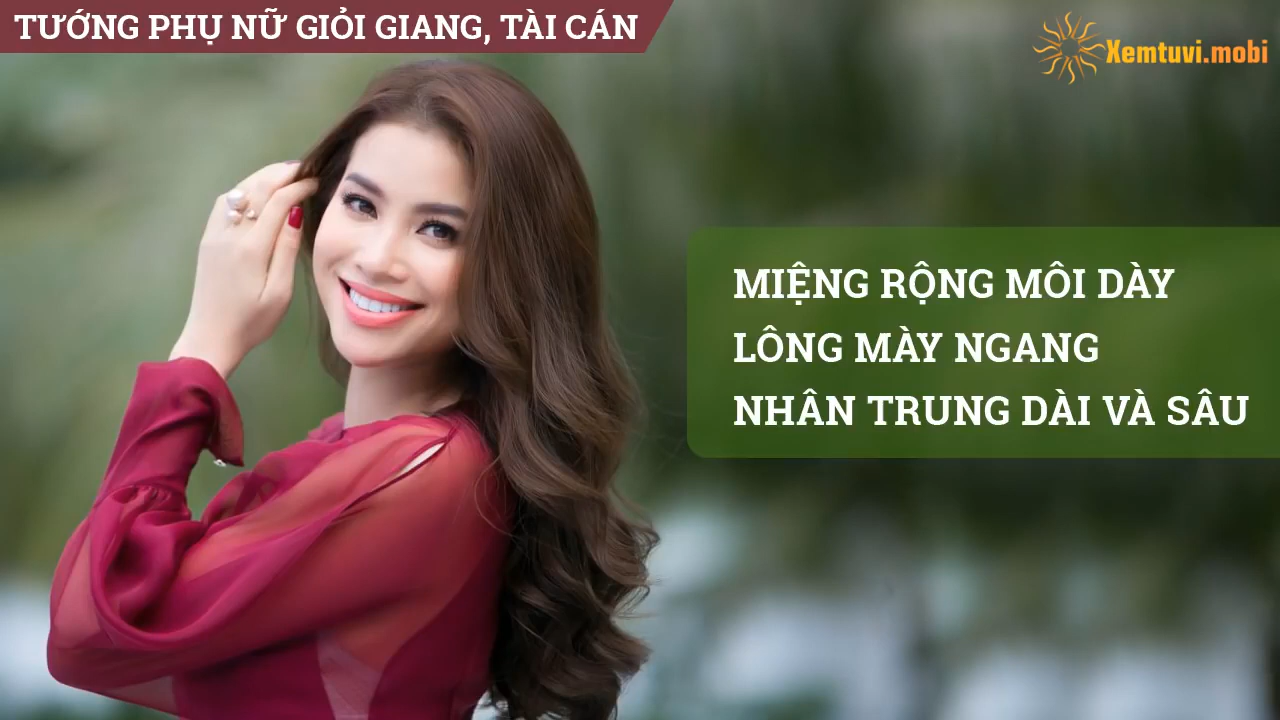 TƯỚNG PHỤ NỮ GIỎI GIANG, TÀI CÁN
Xemtuvi.mobi
MIỆNG RỘNG MÔI DÀY
LÔNG MÀY NGANG
NHÂN TRUNG DÀI VÀ SÂU